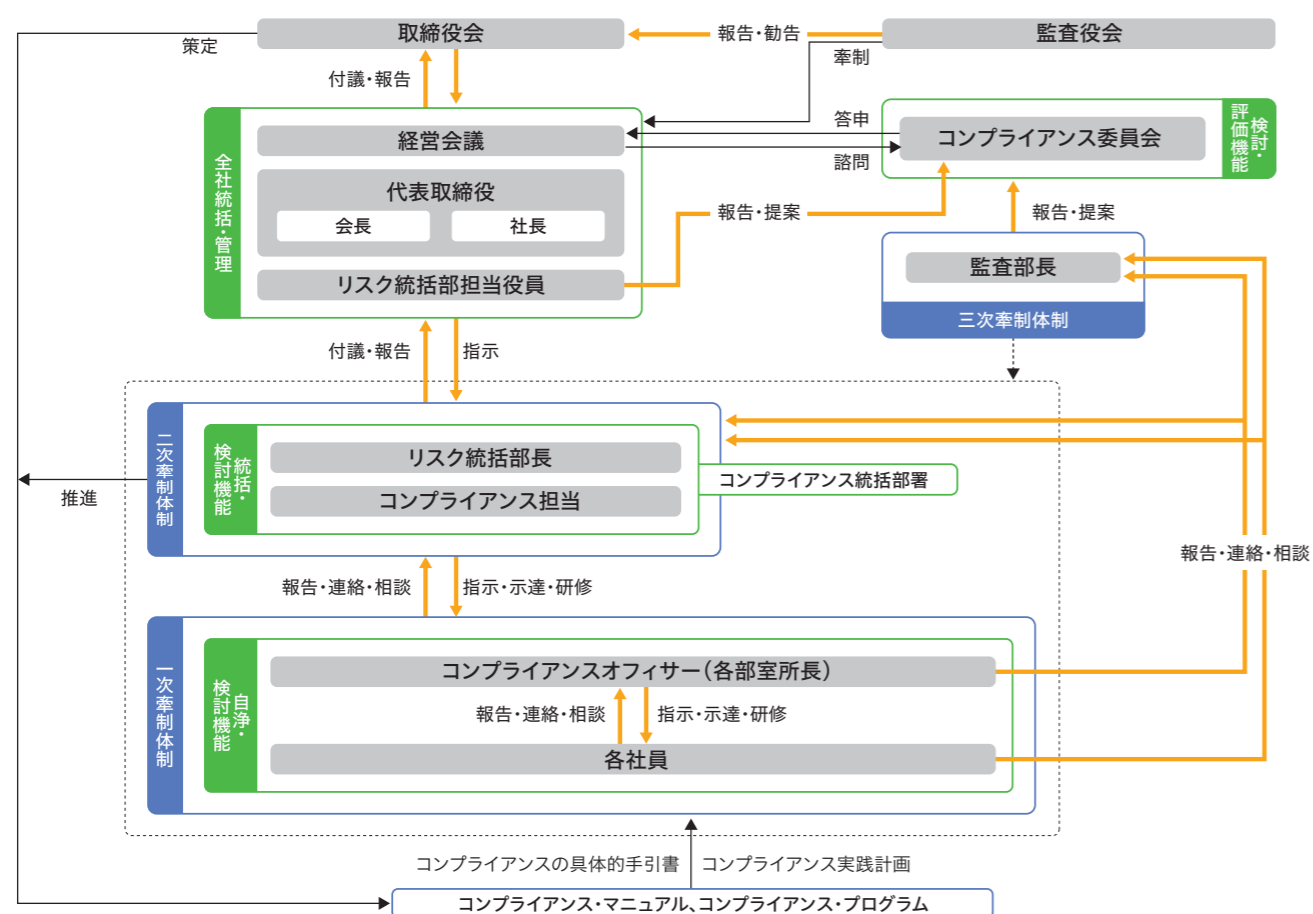 取締役会
報告・勧告
監査役会
策定
牽制
付議・報告
全社統括・管理
経営会議
答申
諮問
コンプライアンス委員会
検討・
評価機能
代表取締役
会長
社長
報告・提案
報告・提案
リスク統括部担当役員
監査部長
三次牽制体制
付議・報告
指示
二次牽制体制
統括・
検討機能
リスク統括部長
コンプライアンス担当
コンプライアンス統括部署
推進
報告・連絡・相談
報告・連絡・相談
指示・示達・研修
一次牽制体制
自浄・
検討機能
コンプライアンスオフィサー（各部室所長）
報告・連絡・相談
指示・示達・研修
各社員
コンプライアンスの具体的手引書
コンプライアンス実践計画
コンプライアンス・マニュアル、コンプライアンス・プログラム